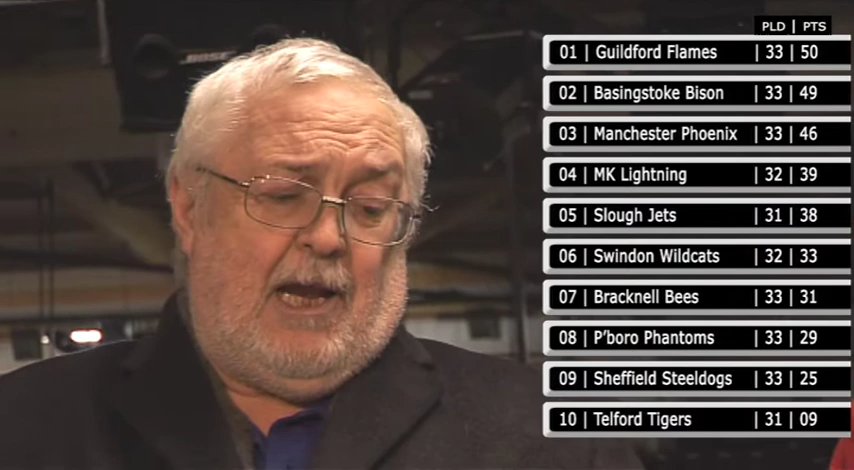 BOSE
PLD | PTS
01 | Guildford Flames | 33 | 50
02 | Basingstoke Bison | 33 | 49
03 | Manchester Phoenix | 33 | 46
04 | MK Lightning | 32 | 39
05 | Slough Jets | 31 | 38
06 | Swindon Wildcats | 32 | 33
07 | Bracknell Bees | 33 | 31
08 | P'boro Phantoms | 33 | 29
09 | Sheffield Steeldogs | 33 | 25
10 | Telford Tigers | 31 | 09